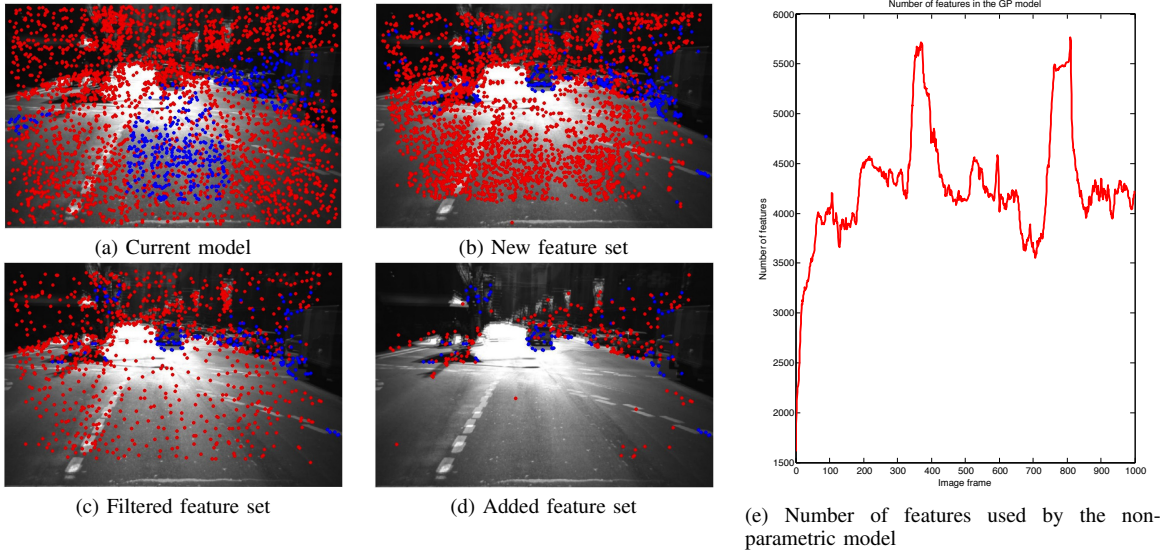 (a) Current model
(b) New feature set
(c) Filtered feature set
(d) Added feature set
Number of features in the GP model
Number of features
6000
5500
5000
4500
4000
3500
3000
2500
2000
1500
0 100 200 300 400 500 600 700 800 900 1000
Image frame
(e) Number of features used by the non-
parametric model